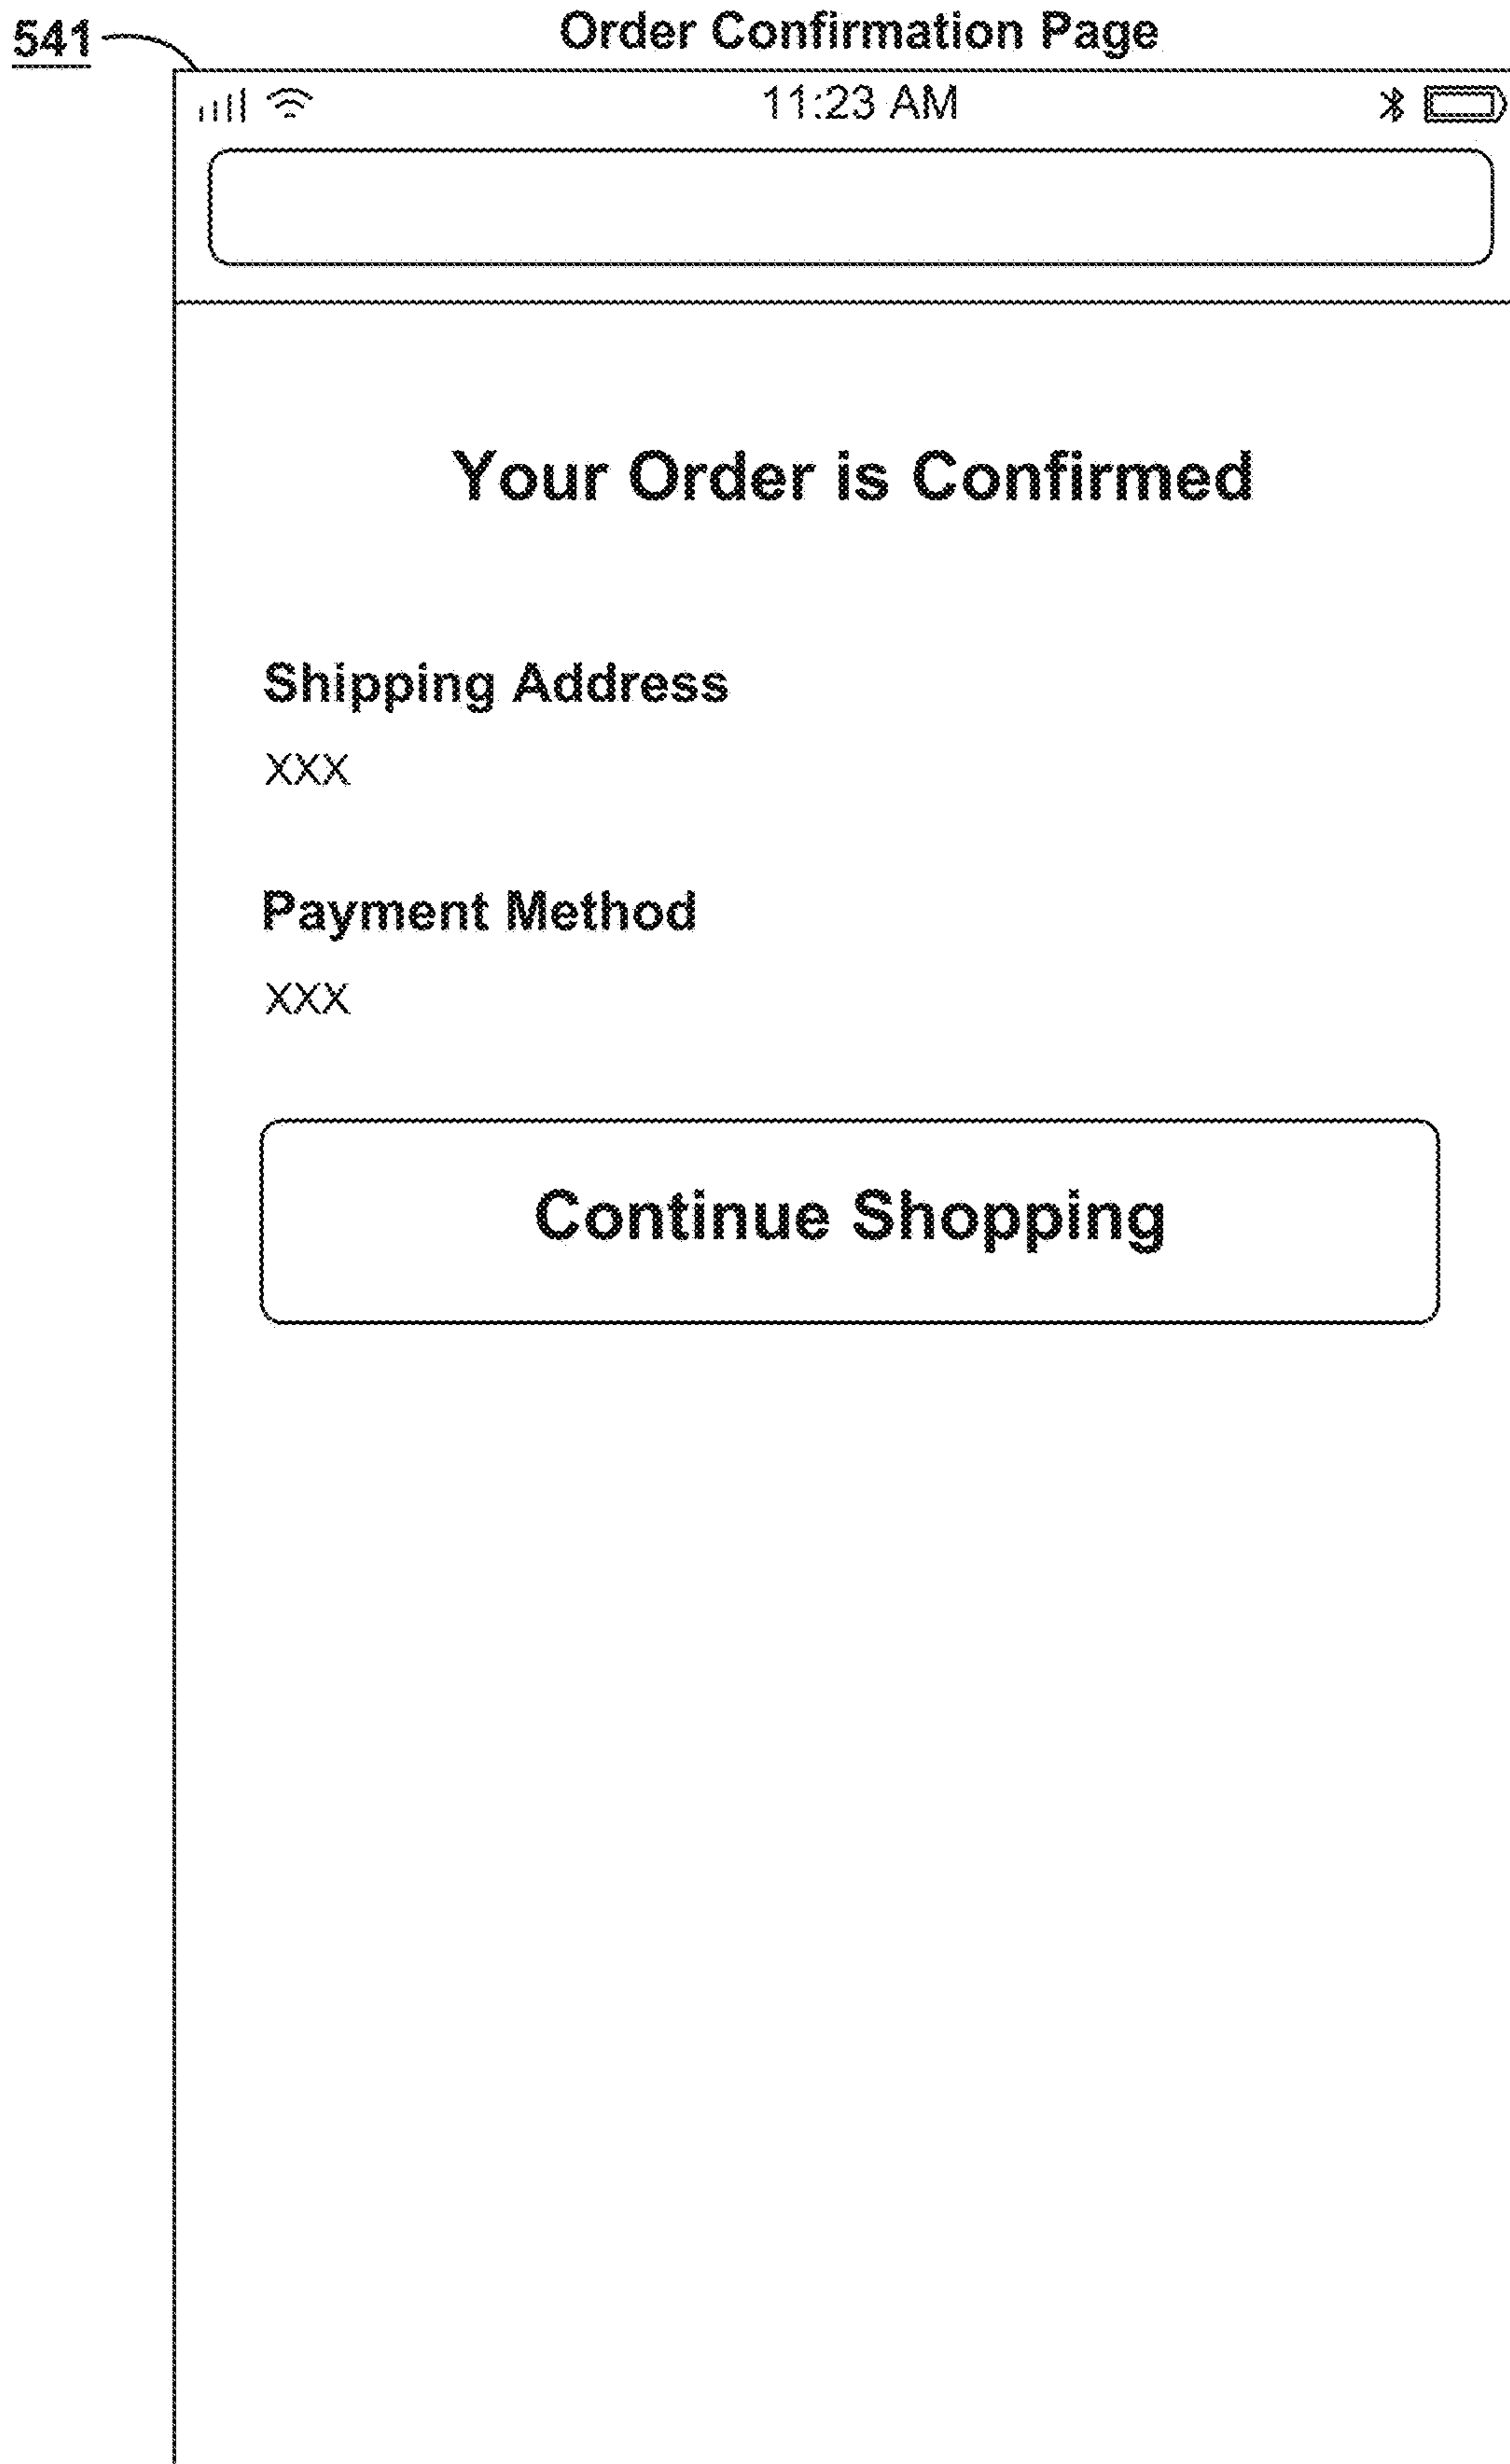 541
Order Confirmation Page
11:23 AM
Your Order is Confirmed
Shipping Address
XXX
Payment Method
XXX
Continue Shopping